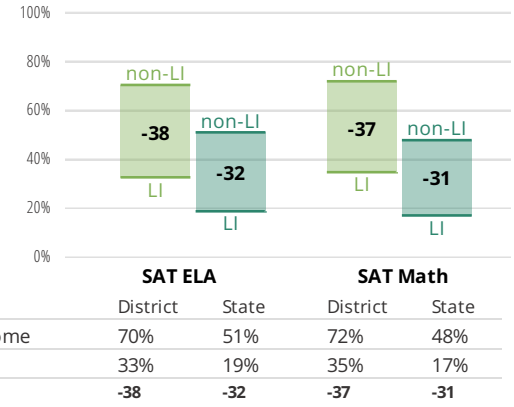 100%
80%
non-LI
non-LI
60%
non-LI
non-LI
-38
-37
40%
-32
-31
LI
LI
20%
LI
LI
0%
SAT ELA
SAT Math
District State District State
ome 70% 51% 72% 48%
33% 19% 35% 17%
-38 -32 -37 -31